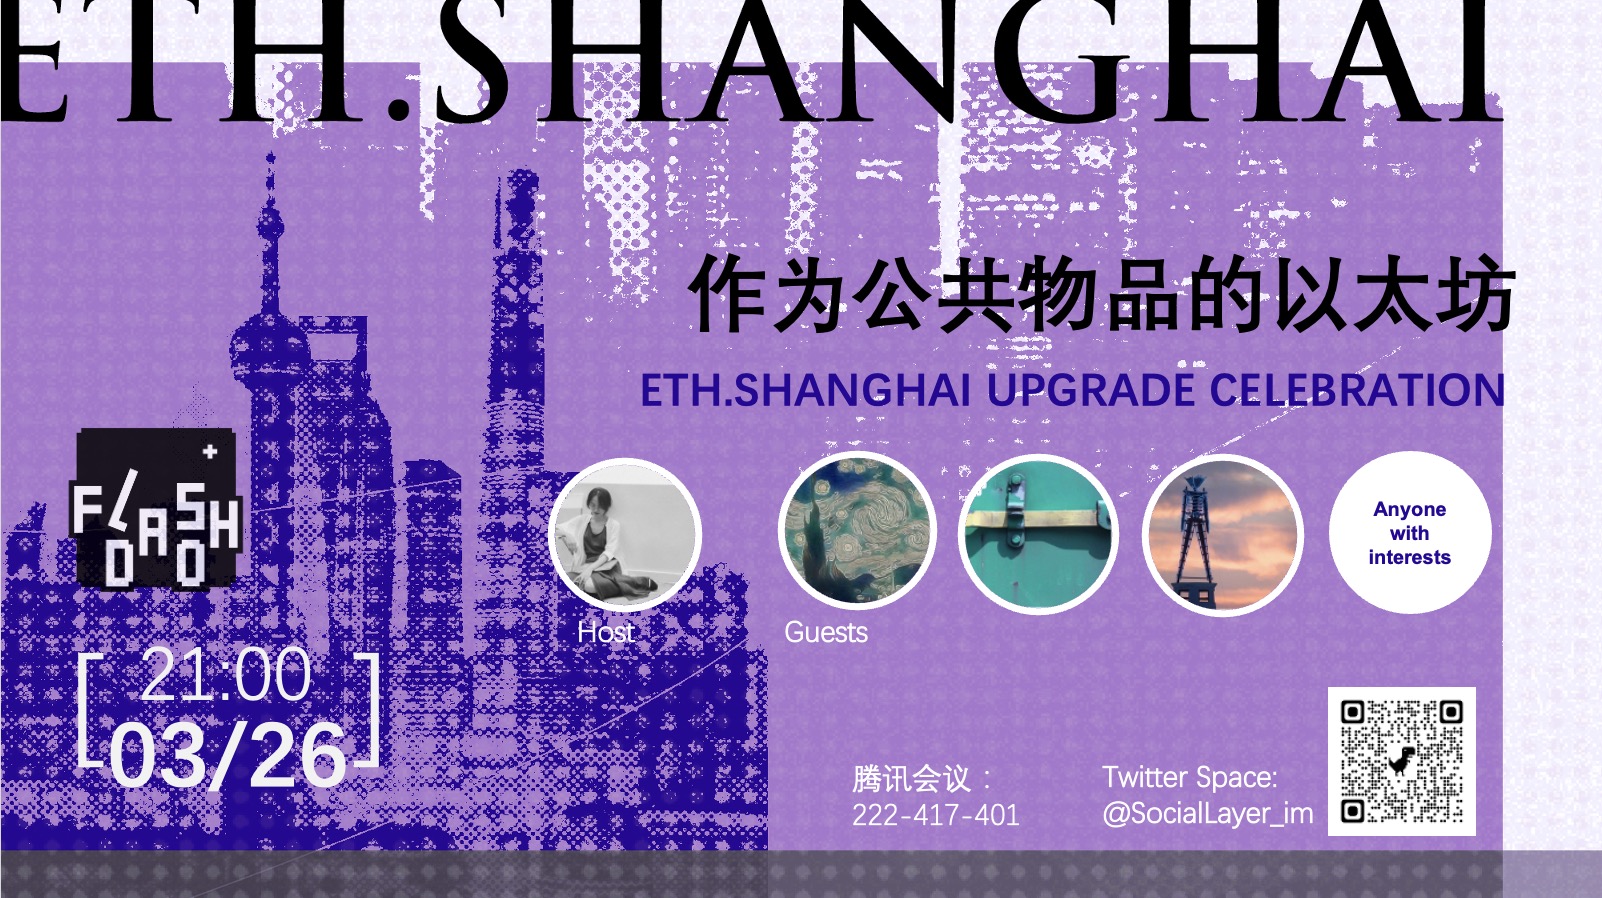 ETH.SHANGHAI
作为公共物品的以太坊
ETH.SHANGHAI UPGRADE CELEBRATION
FLASH
DAO
Anyone
with
interests
Host
Guests
21:00
03/26
腾讯会议：
222-417-401
Twitter Space:
@SocialLayer_im